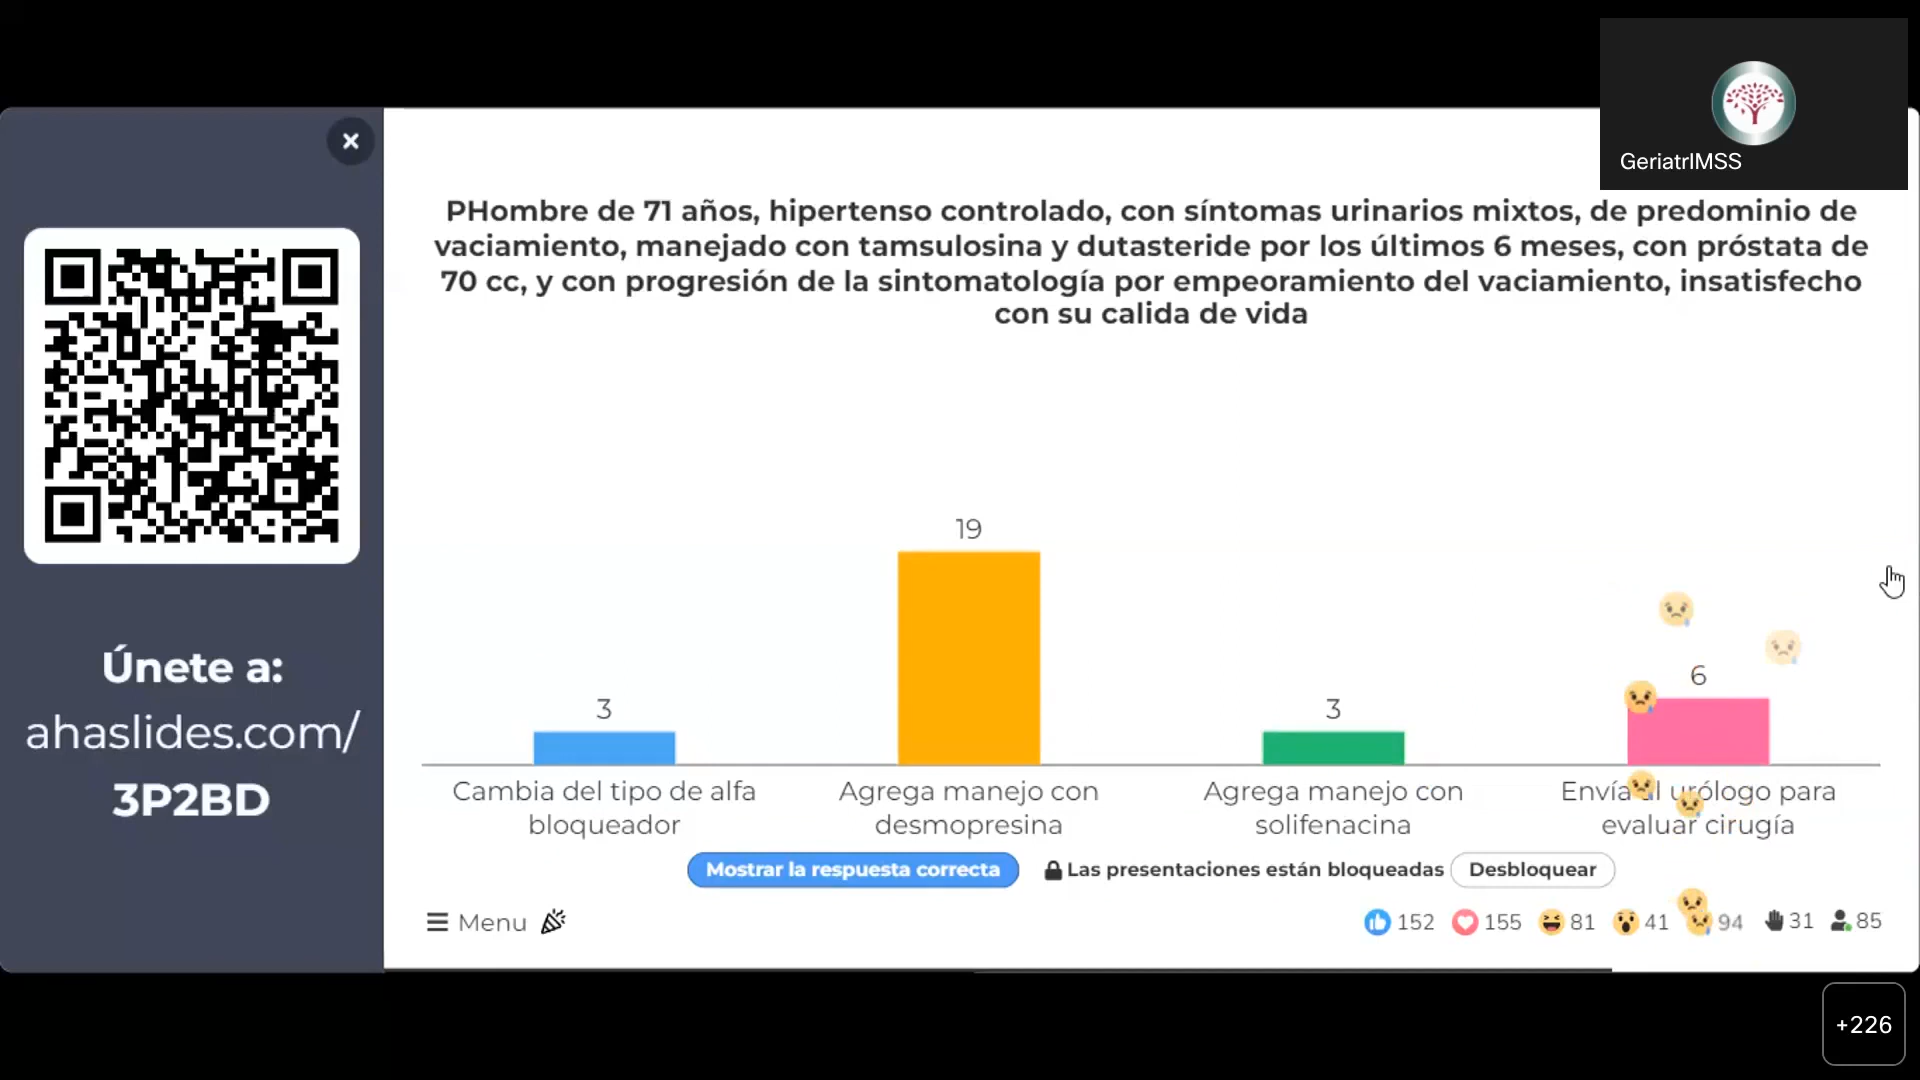 GeriatrIMSS
PHombre de 71 años, hipertenso controlado, con síntomas urinarios mixtos, de predominio de
vaciamiento, manejado con tamsulosina y dutasteride por los últimos 6 meses, con próstata de
70 cc, y con progresión de la sintomatología por empeoramiento del vaciamiento, insatisfecho
con su calida de vida
Únete a:
ahaslides.com/
3P2BD
3
19
3
6
Cambia del tipo de alfa
bloqueador
Agrega manejo con
desmopresina
Agrega manejo con
solifenacina
Envía al urólogo para
evaluar cirugía
Mostrar la respuesta correcta
Las presentaciones están bloqueadas
Desbloquear
Menu
152 155 81 41 94 31 85
+226